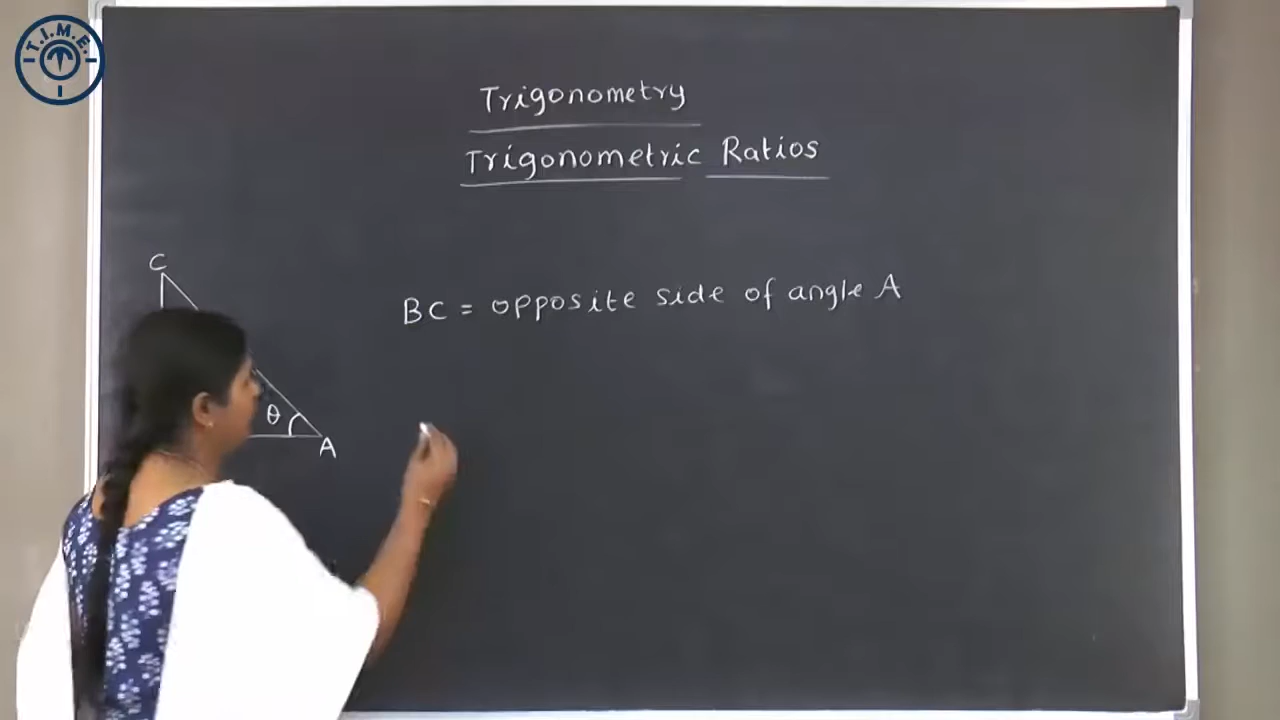 T.I.M.E.
Trigonometry
Trigonometric Ratios
C
BC = opposite side of angle A
θ
A